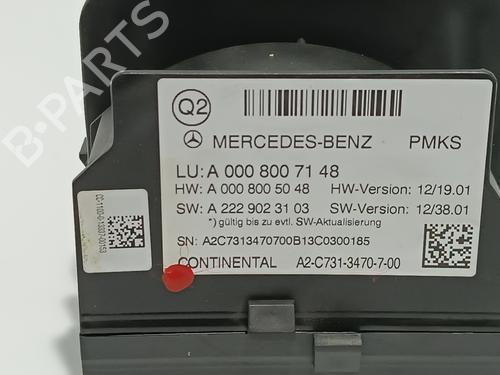 Q2
MERCEDES-BENZ PMKS
LU: A 000 800 71 48
HW: A 000 800 50 48 HW-Version: 12/19.01
SW: A 222 902 31 03 SW-Version: 12/38.01
*) gültig bis zu evtl. SW-Aktualisierung
SN: A2C7313470700B13C0300185
CONTINENTAL A2-C731-3470-7-00
B-PARTS